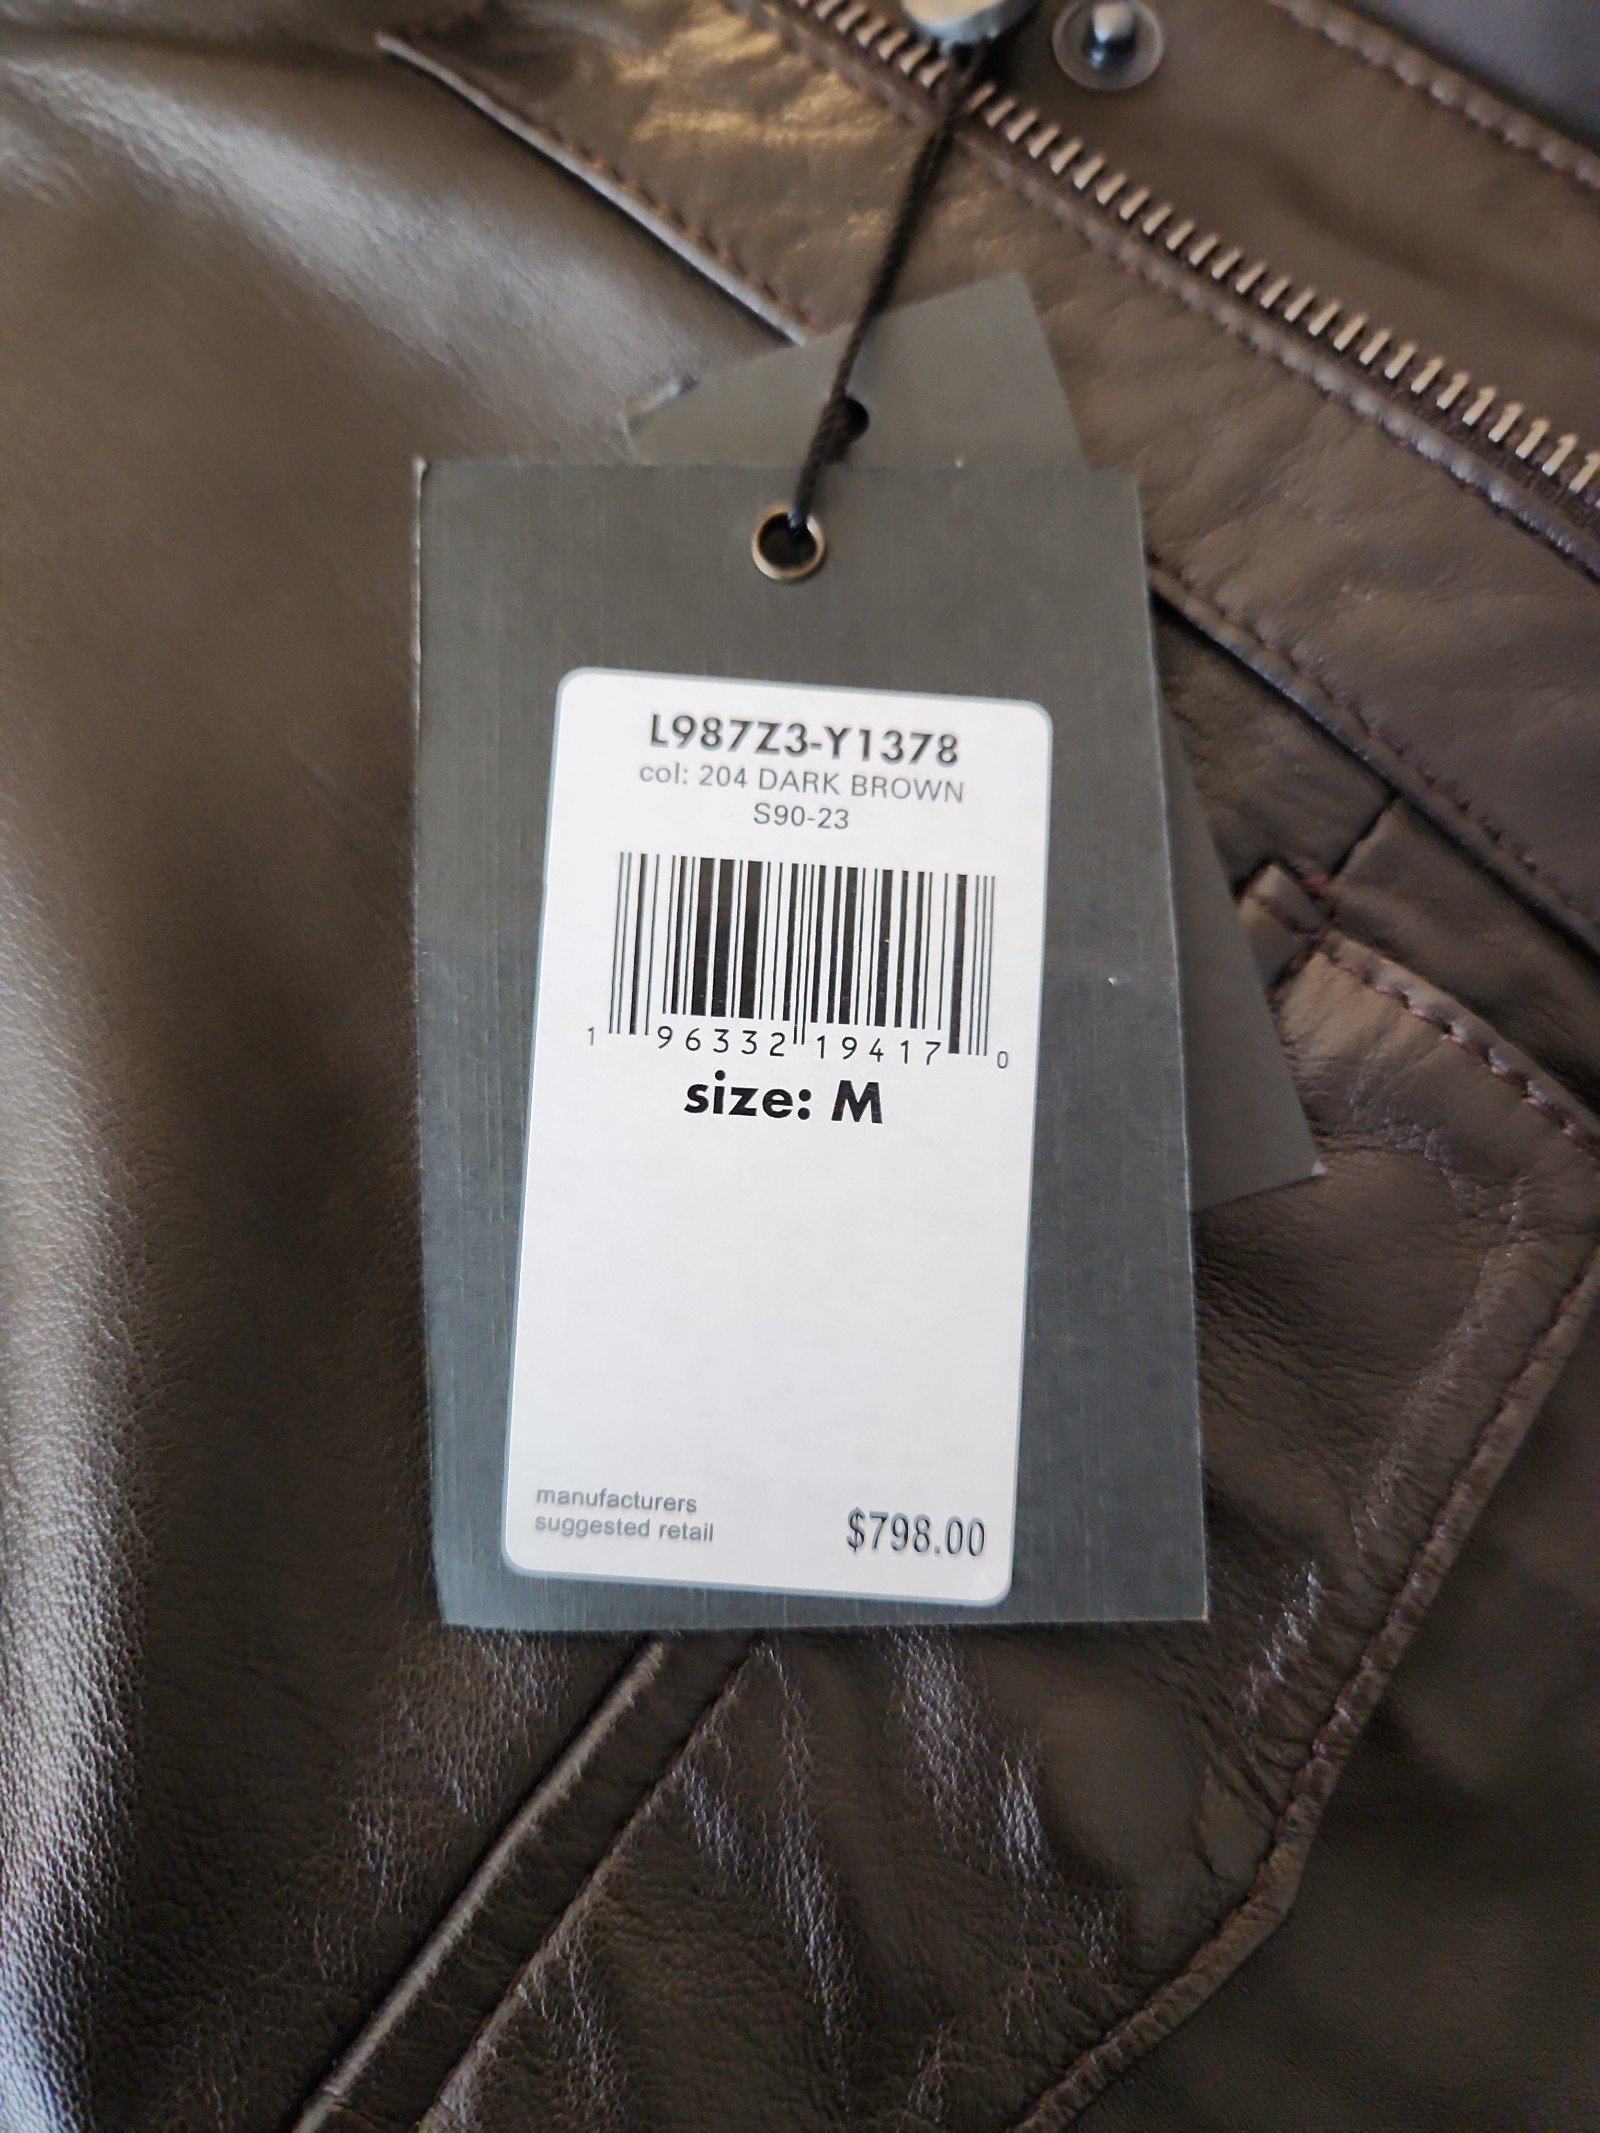 L987Z3-Y1378
col: 204 DARK BROWN
S90-23
1 96332 19417 0
size: M
manufacturers
suggested retail
$798.00